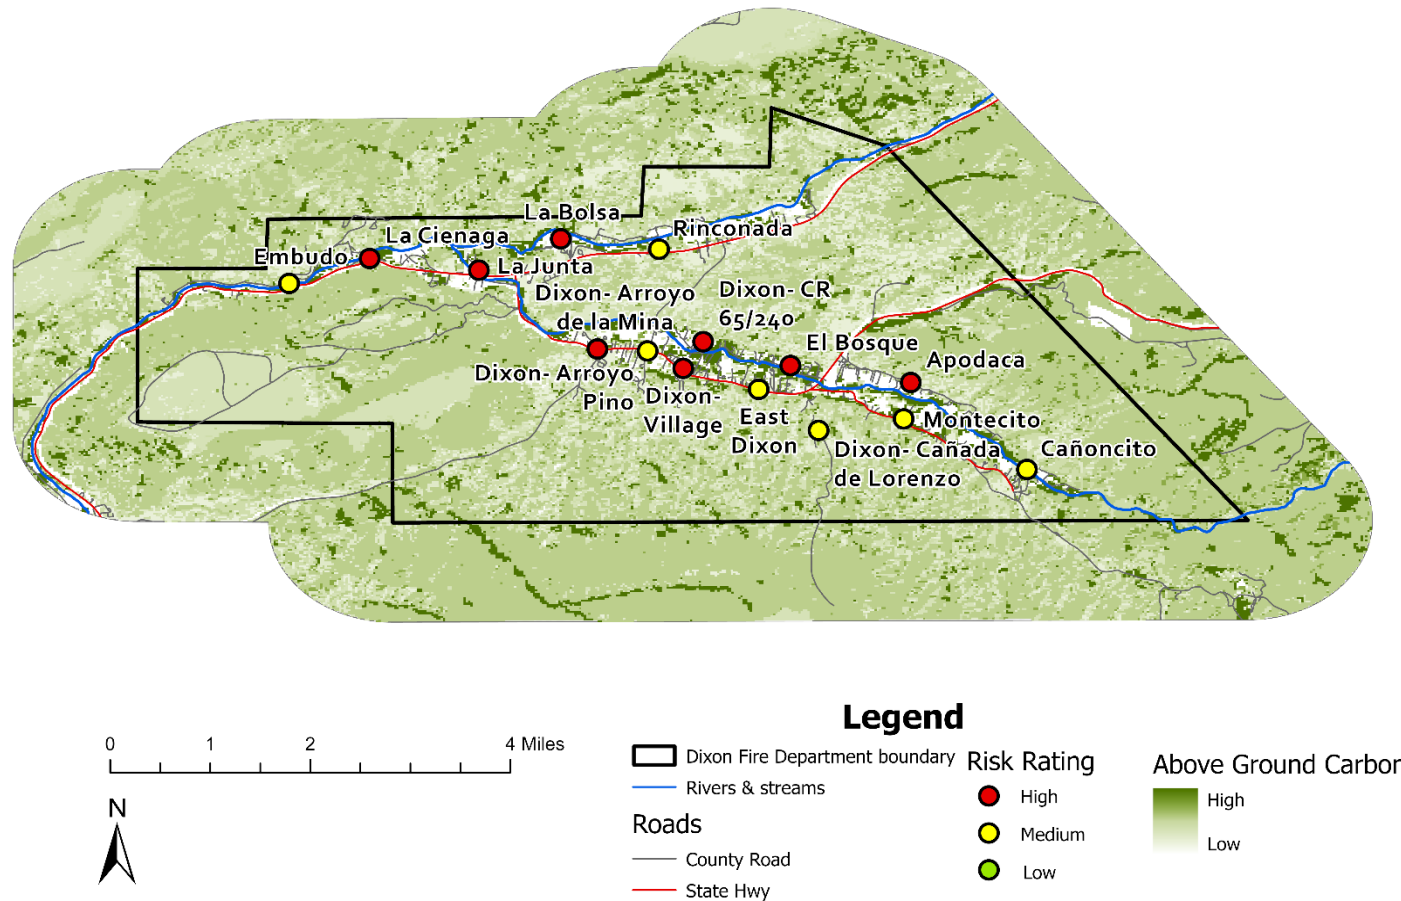 La Bolsa
La Cienaga
Rinconada
Embudo
La Junta
Dixon- Arroyo
de la Mina
Dixon- CR
65/240
El Bosque
Apodaca
Dixon- Arroyo
Pino
Dixon-
Village
East
Dixon
Montecito
Dixon- Cañada
de Lorenzo
Cañoncito
0 1 2 4 Miles
N
Legend
Dixon Fire Department boundary
Rivers & streams
Roads
County Road
State Hwy
Risk Rating
High
Medium
Low
Above Ground Carbon
High
Low